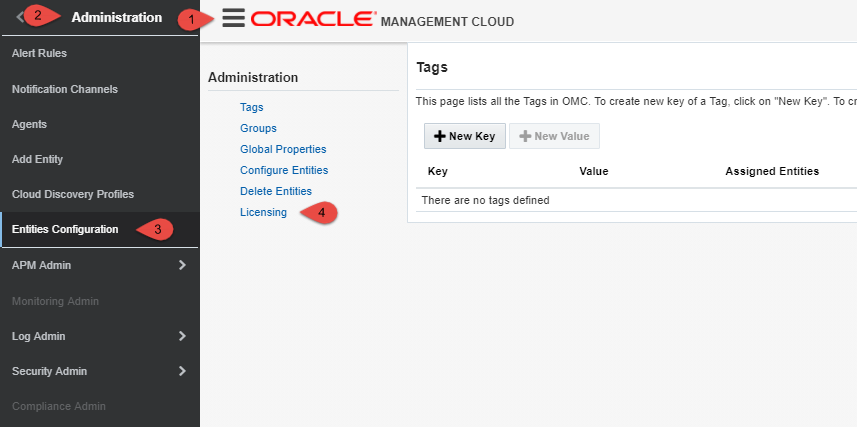 2 Administration
Alert Rules
Notification Channels
Agents
Add Entity
Cloud Discovery Profiles
Entities Configuration 3
APM Admin
Monitoring Admin
Log Admin
Security Admin
Compliance Admin
1 ORACLE® MANAGEMENT CLOUD
Administration
Tags
Groups
Global Properties
Configure Entities
Delete Entities
Licensing 4
Tags
This page lists all the Tags in OMC. To create new key of a Tag, click on "New Key". To cr
New Key New Value
Key Value Assigned Entities
There are no tags defined